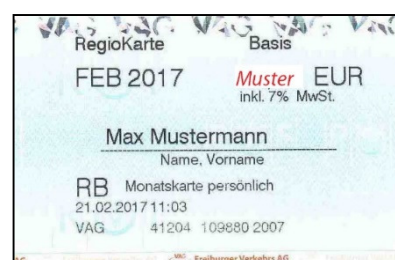 RegioKarte Basis
FEB 2017 Muster EUR
inkl. 7% MwSt.
Max Mustermann
Name, Vorname
RB Monatskarte persönlich
21.02.2017 11:03
VAG 41204 109880 2007
VAG Freiburger Verkehrs AG